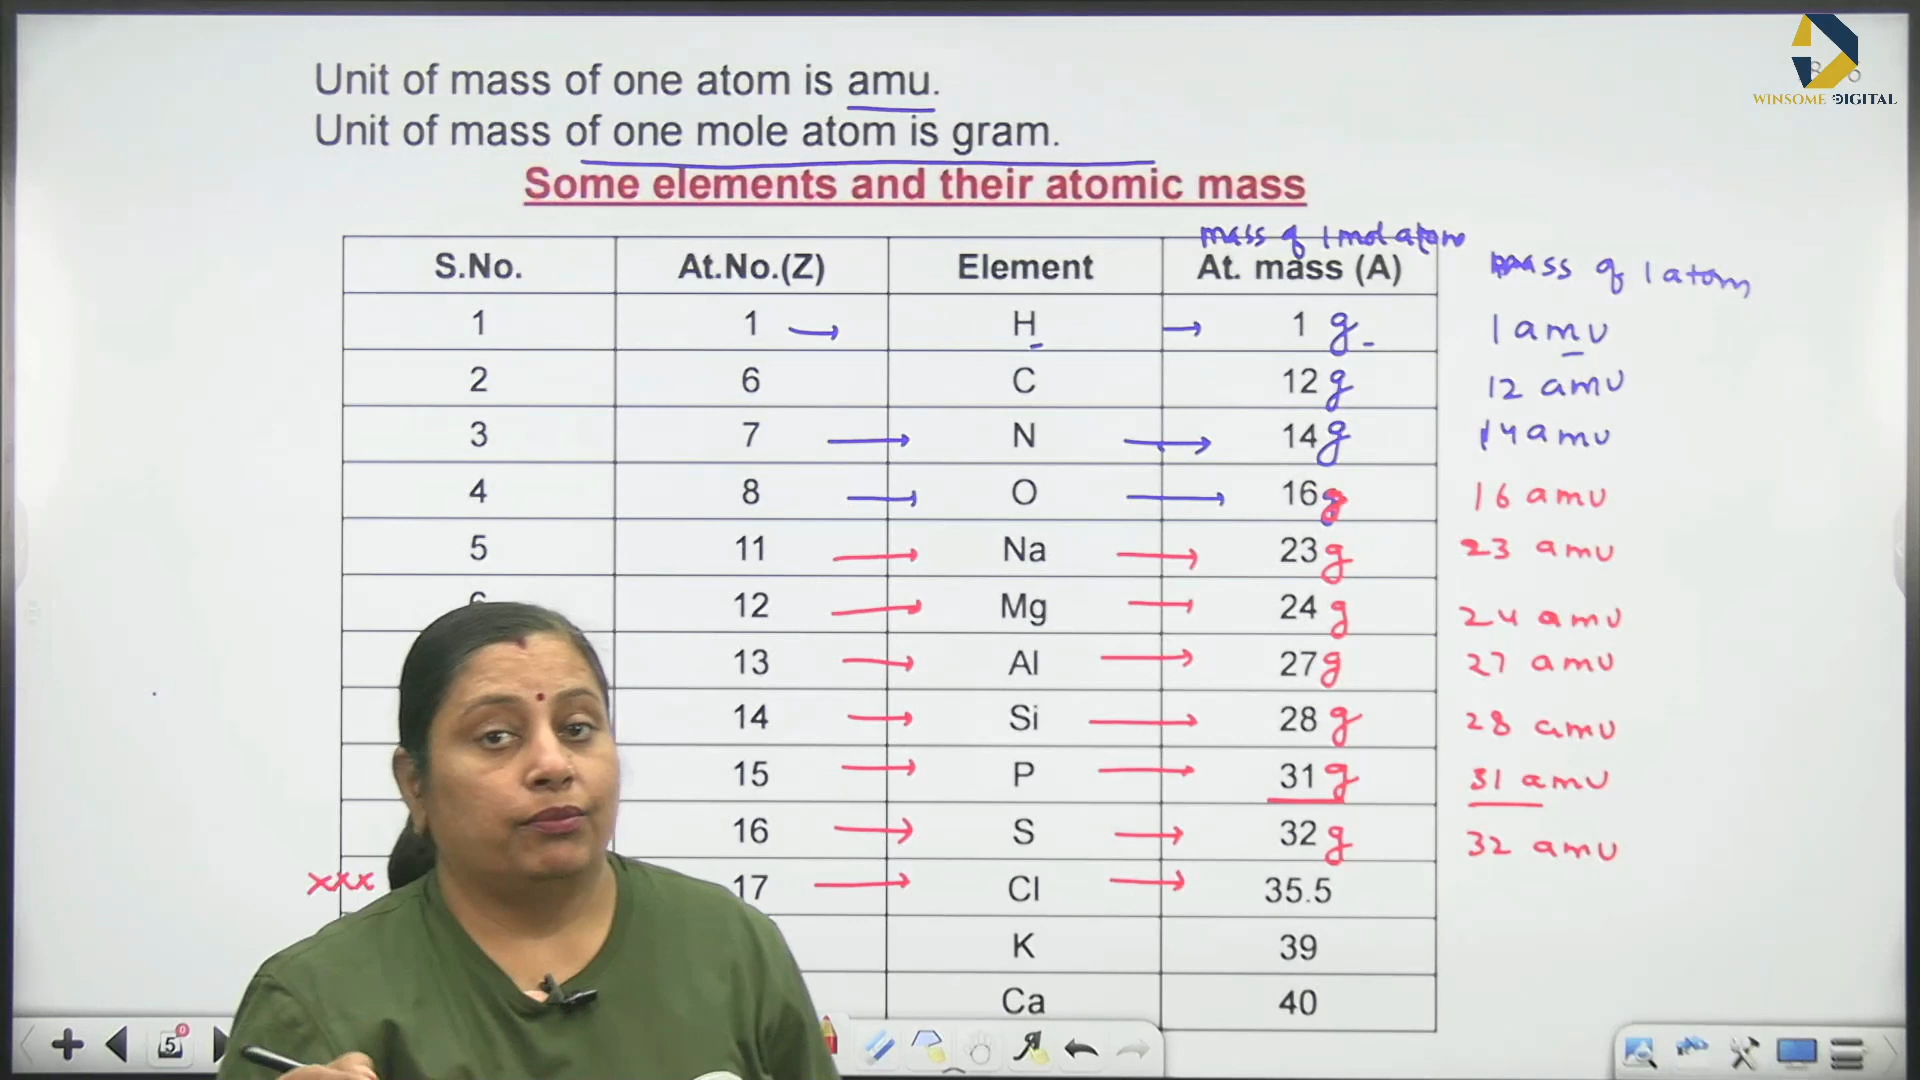 Unit of mass of one atom is amu.
Unit of mass of one mole atom is gram.
WINSOME DIGITAL
Some elements and their atomic mass
mass of 1 mol atom
S.No. At.No.(Z) Element At. mass (A) mass of 1 atom
1 1 H 1 g 1 amu
2 6 C 12 g 12 amu
3 7 N 14 g 14 amu
4 8 O 16 g 16 amu
5 11 Na 23 g 23 amu
12 Mg 24 g 24 amu
13 Al 27 g 27 amu
14 Si 28 g 28 amu
15 P 31 g 31 amu
16 S 32 g 32 amu
xxx 17 Cl 35.5
K 39
Ca 40
5 0